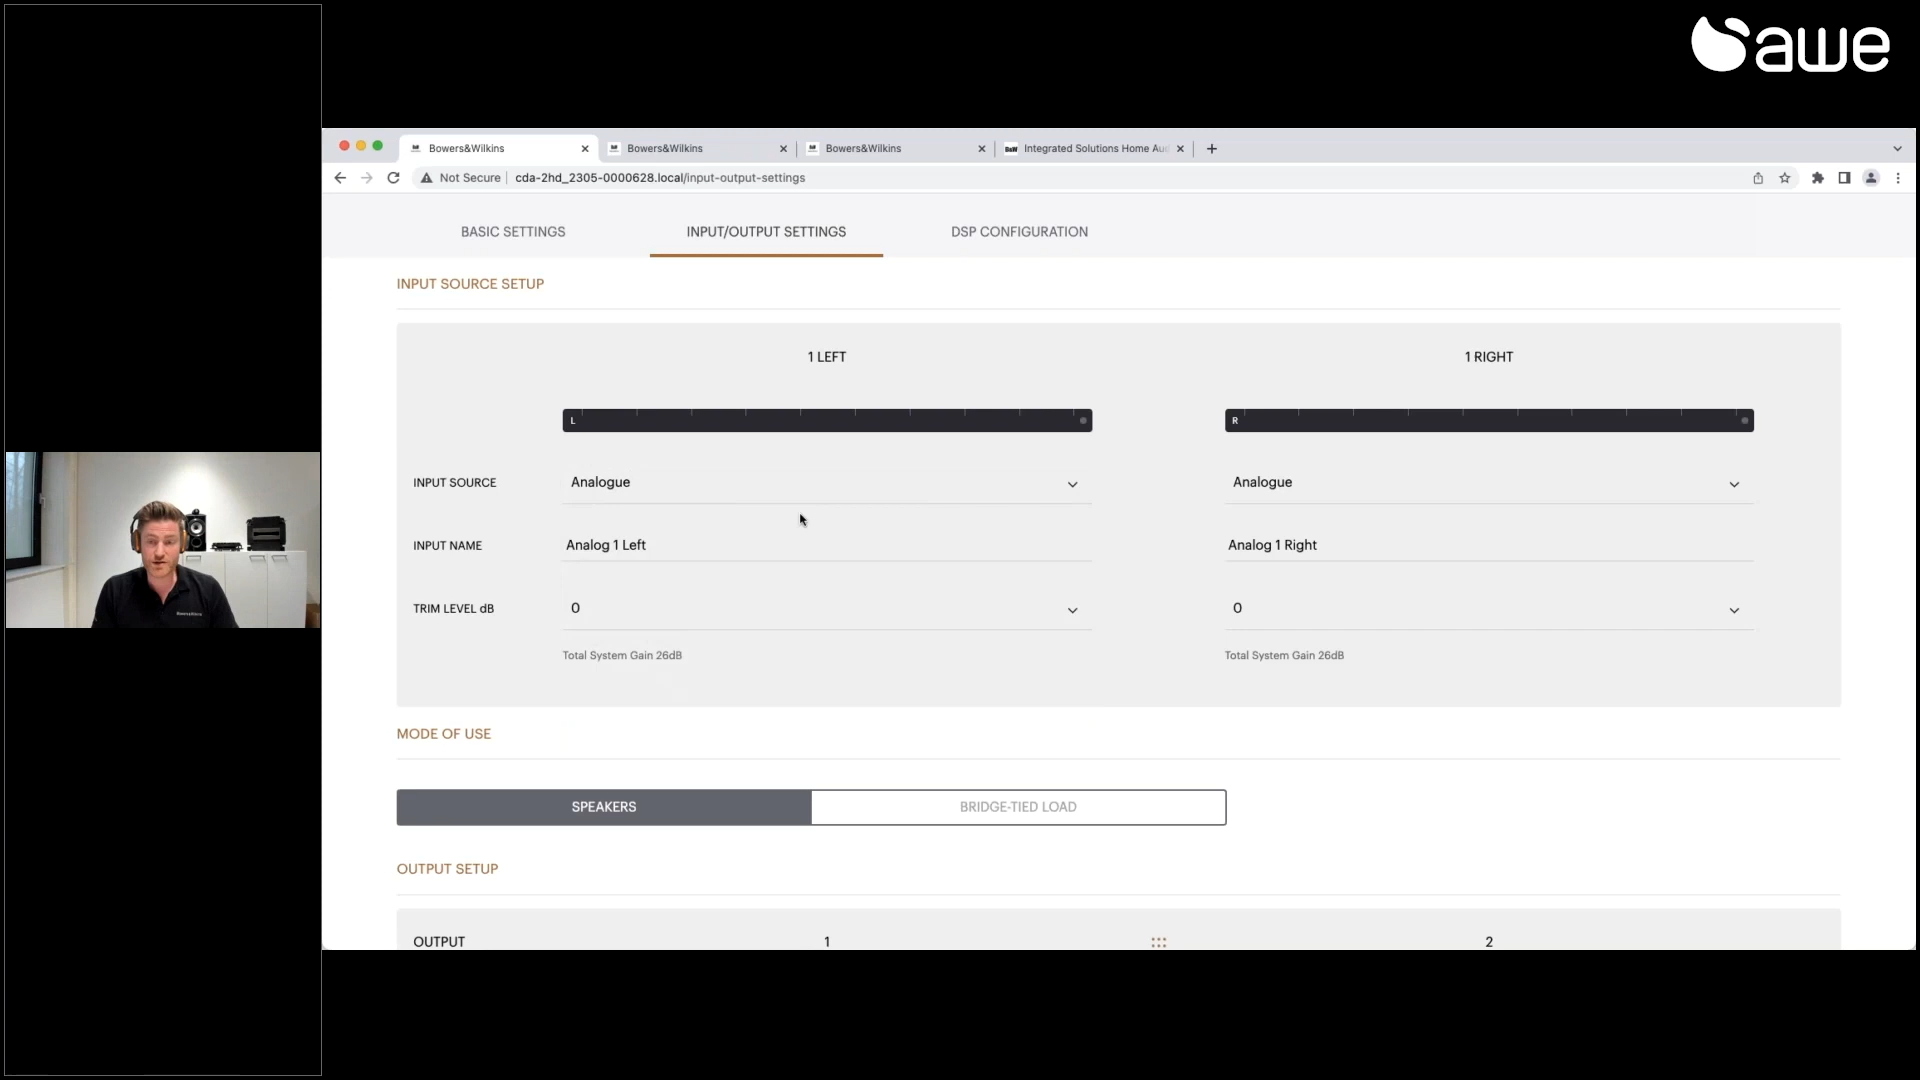 awe
Bowers&Wilkins
Bowers&Wilkins
Bowers&Wilkins
B&W Integrated Solutions Home Au
Not Secure
cda-2hd_2305-0000628.local/input-output-settings
BASIC SETTINGS
INPUT/OUTPUT SETTINGS
DSP CONFIGURATION
INPUT SOURCE SETUP
1 LEFT
1 RIGHT
L
R
INPUT SOURCE
Analogue
Analogue
INPUT NAME
Analog 1 Left
Analog 1 Right
TRIM LEVEL dB
0
0
Total System Gain 26dB
Total System Gain 26dB
MODE OF USE
SPEAKERS
BRIDGE-TIED LOAD
OUTPUT SETUP
OUTPUT
1
2